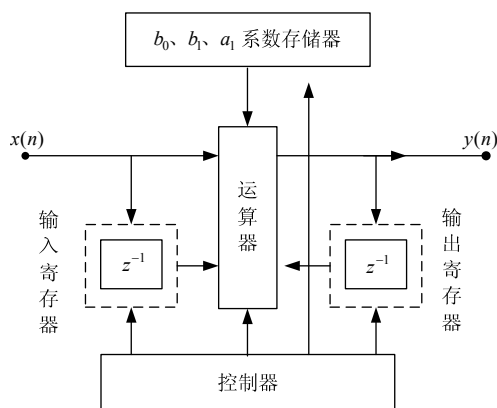 b₀、b₁、a₁ 系数存储器
x(n)
y(n)
运算器
输入寄存器
z⁻¹
z⁻¹
输出寄存器
控制器